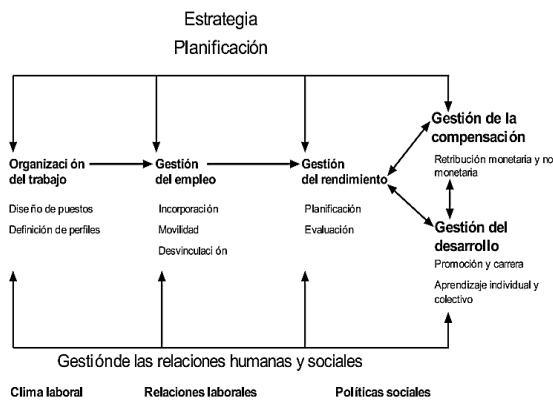 Estrategia
Planificación
Organización
del trabajo
Diseño de puestos
Definición de perfiles
Gestión
del empleo
Incorporación
Movilidad
Desvinculación
Gestión
del rendimiento
Planificación
Evaluación
Gestión de la
compensación
Retribución monetaria y no
monetaria
Gestión del
desarrollo
Promoción y carrera
Aprendizaje individual y
colectivo
Gestiónde las relaciones humanas y sociales
Clima laboral
Relaciones laborales
Políticas sociales